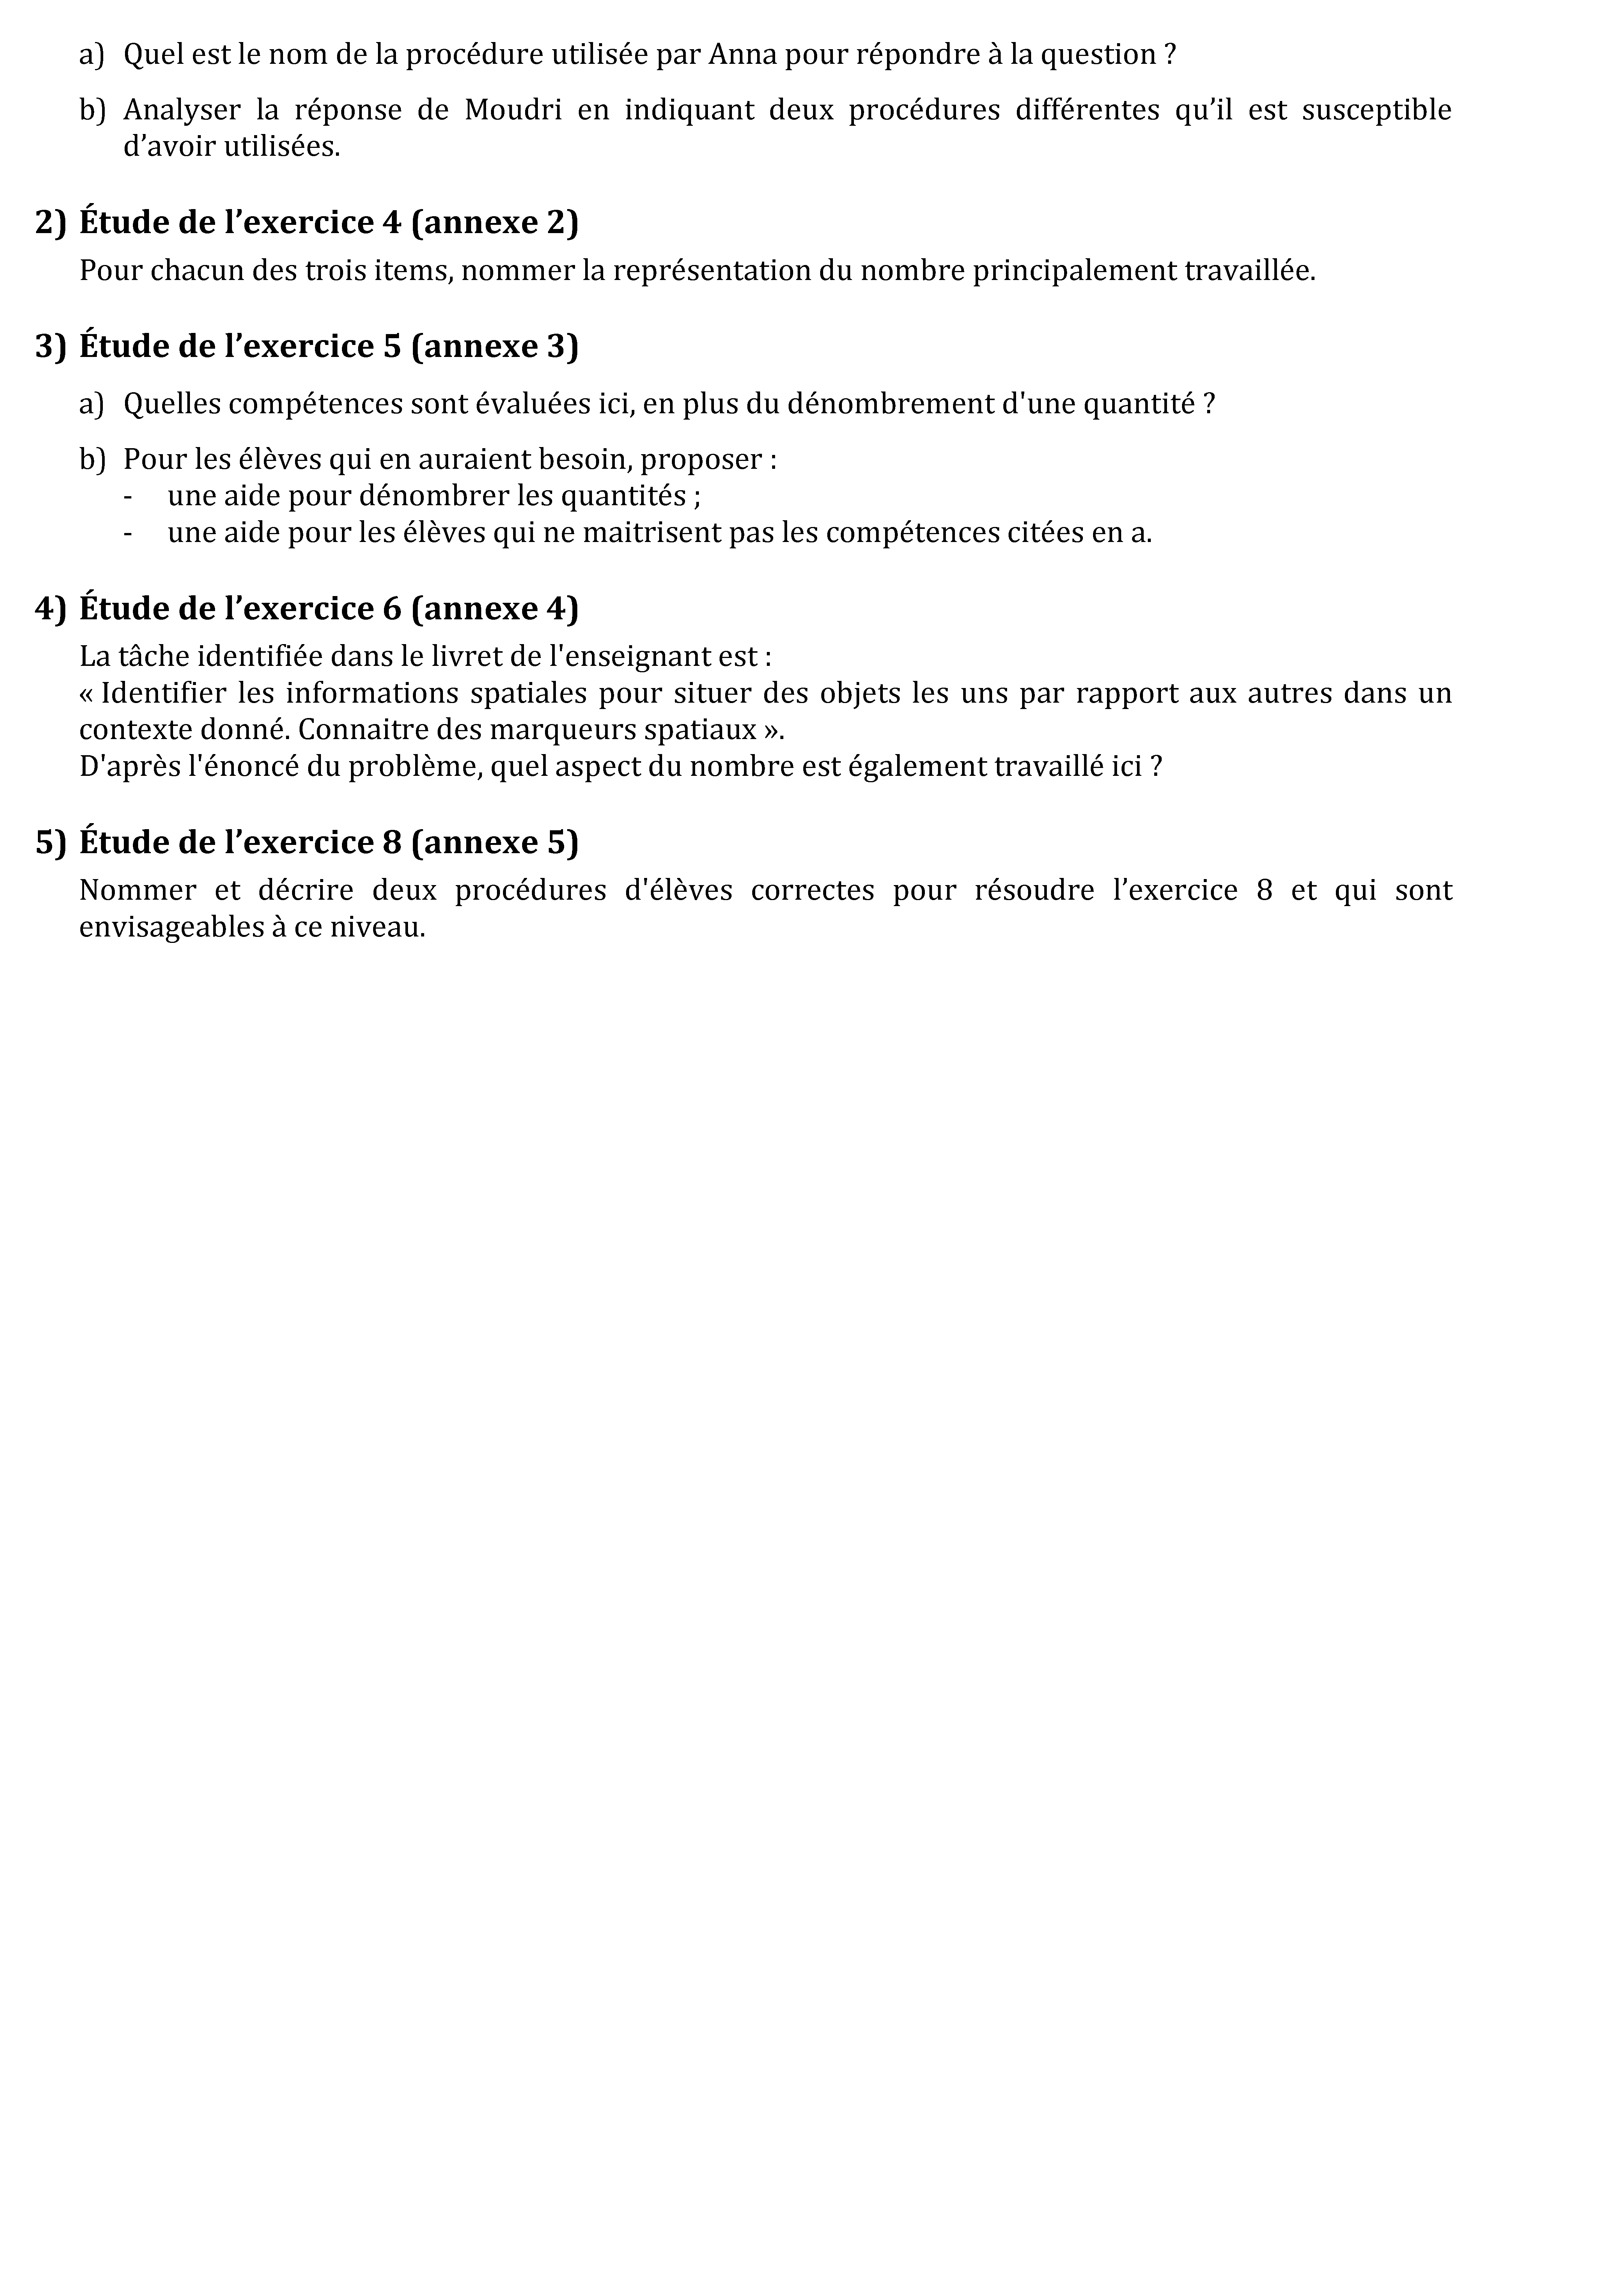 a) Quel est le nom de la procédure utilisée par Anna pour répondre à la question ?
b) Analyser la réponse de Moudri en indiquant deux procédures différentes qu’il est susceptible
d’avoir utilisées.
2) Étude de l’exercice 4 (annexe 2)
Pour chacun des trois items, nommer la représentation du nombre principalement travaillée.
3) Étude de l’exercice 5 (annexe 3)
a) Quelles compétences sont évaluées ici, en plus du dénombrement d'une quantité ?
b) Pour les élèves qui en auraient besoin, proposer :
- une aide pour dénombrer les quantités ;
- une aide pour les élèves qui ne maitrisent pas les compétences citées en a.
4) Étude de l’exercice 6 (annexe 4)
La tâche identifiée dans le livret de l'enseignant est :
« Identifier les informations spatiales pour situer des objets les uns par rapport aux autres dans un
contexte donné. Connaitre des marqueurs spatiaux ».
D'après l'énoncé du problème, quel aspect du nombre est également travaillé ici ?
5) Étude de l’exercice 8 (annexe 5)
Nommer et décrire deux procédures d'élèves correctes pour résoudre l’exercice 8 et qui sont
envisageables à ce niveau.